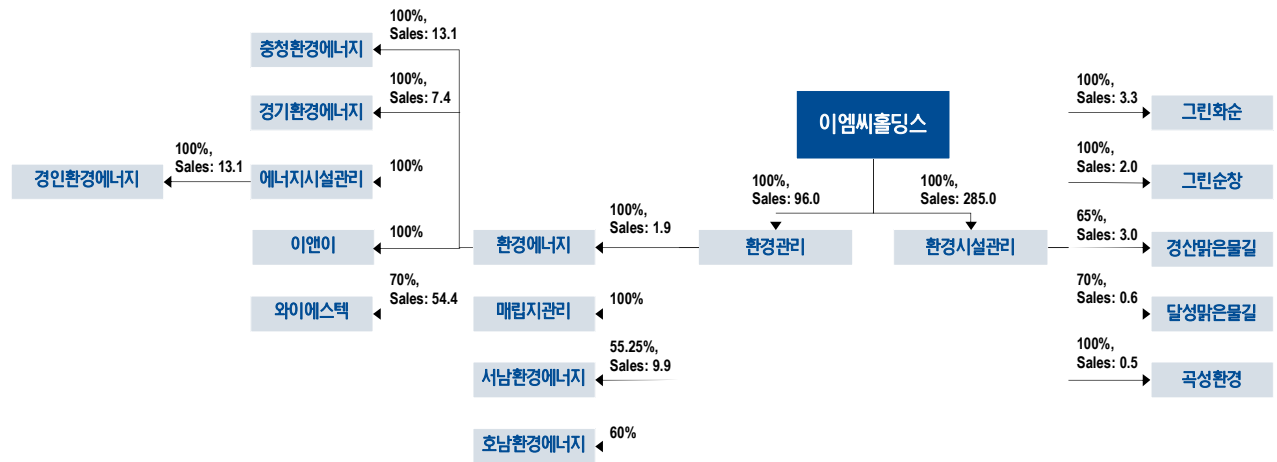 100%,
Sales: 13.1
충청환경에너지
100%,
Sales: 7.4
경기환경에너지
100%,
Sales: 13.1
경인환경에너지
에너지시설관리
100%
이앤이
100%
와이에스텍
70%,
Sales: 54.4
100%,
Sales: 1.9
환경에너지
매립지관리
100%
55.25%,
Sales: 9.9
서남환경에너지
호남환경에너지
60%
이엠씨홀딩스
100%,
Sales: 96.0
환경관리
100%,
Sales: 285.0
환경시설관리
100%,
Sales: 3.3
그린화순
100%,
Sales: 2.0
그린순창
65%,
Sales: 3.0
경산맑은물길
70%,
Sales: 0.6
달성맑은물길
100%,
Sales: 0.5
곡성환경